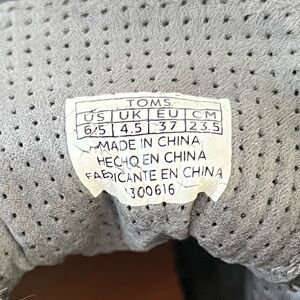 TOMS
US UK EU CM
6/5 4.5 37 23.5
MADE IN CHINA
HECHO EN CHINA
FABRICANTE EN CHINA
300616